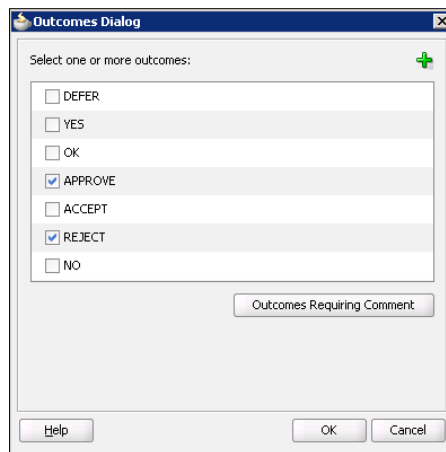 Outcomes Dialog
Select one or more outcomes:
DEFER
YES
OK
APPROVE
ACCEPT
REJECT
NO
Outcomes Requiring Comment
Help OK Cancel